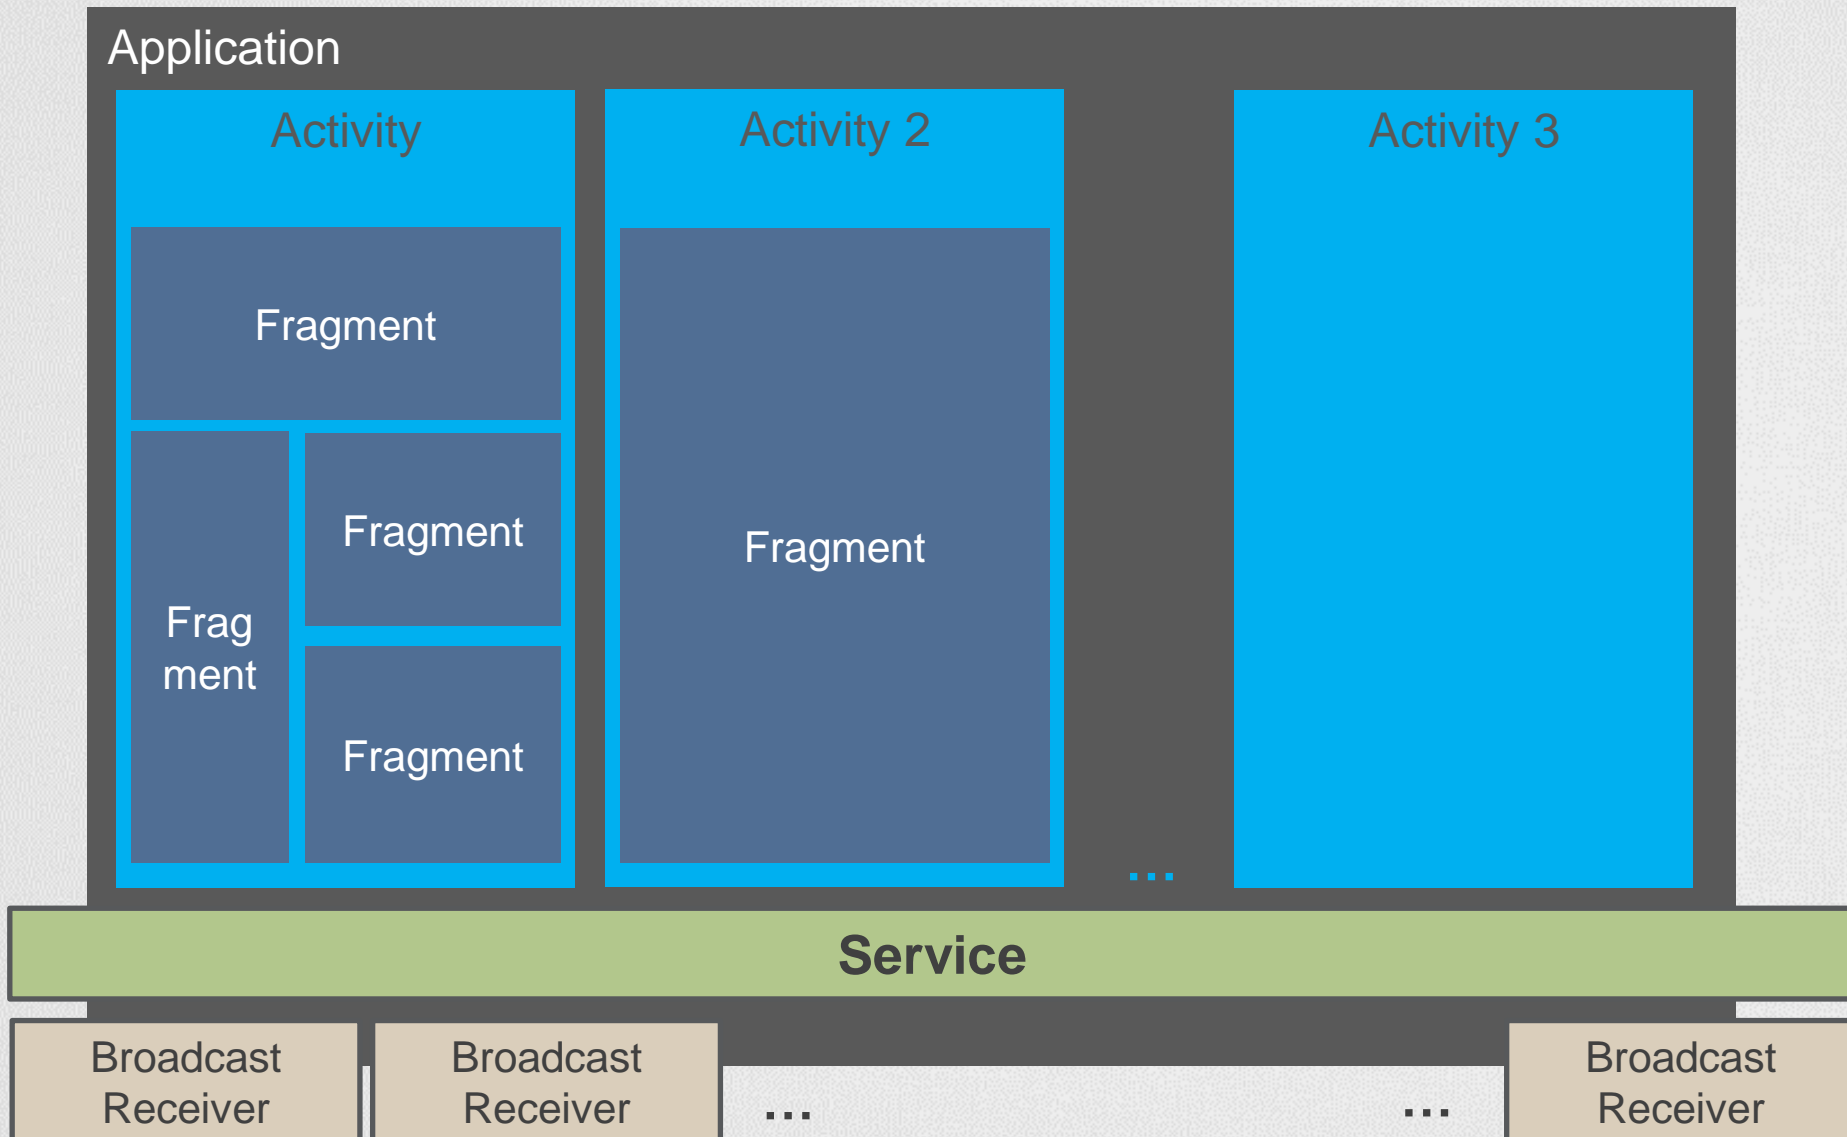 Application
Activity
Activity 2
Activity 3
Fragment
Fragment
Frag
ment
Fragment
Fragment
...
Service
Broadcast
Receiver
Broadcast
Receiver
...
...
Broadcast
Receiver